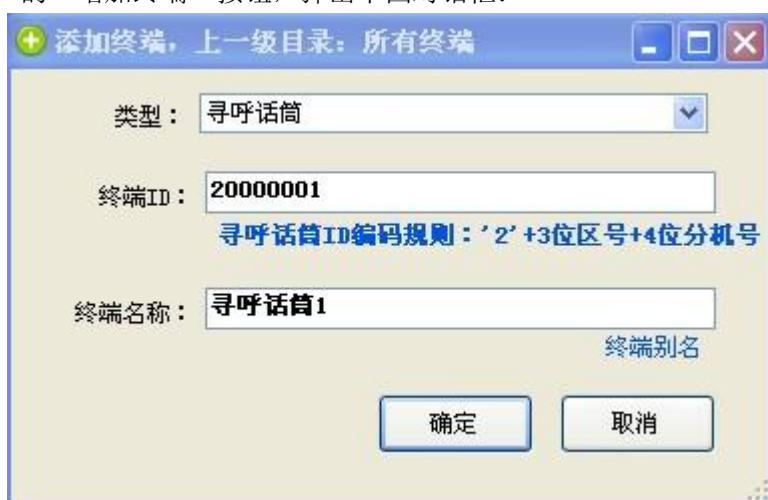 添加终端，上一级目录：所有终端
类型：
寻呼话筒
终端ID：
20000001
寻呼话筒ID编码规则：'2'+3位区号+4位分机号
终端名称：
寻呼话筒1
终端别名
确定
取消